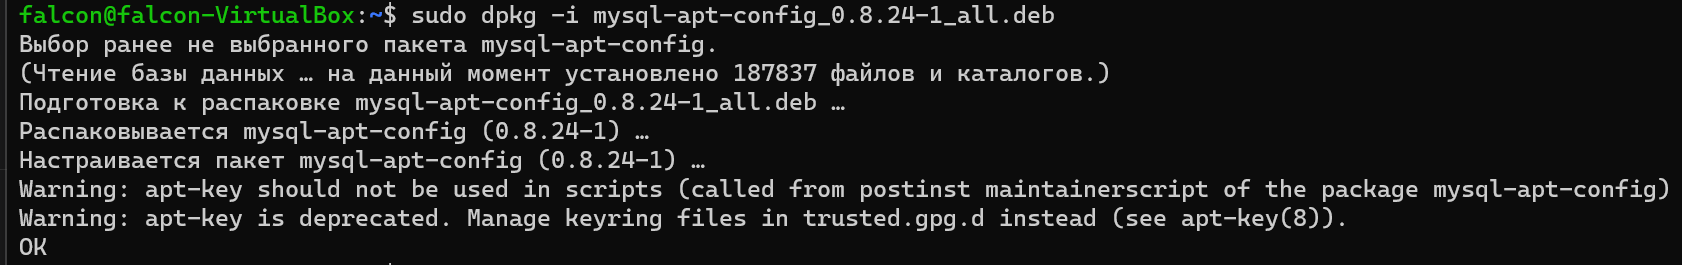 falcon@falcon-VirtualBox:~$ sudo dpkg -i mysql-apt-config_0.8.24-1_all.deb
Выбор ранее не выбранного пакета mysql-apt-config.
(Чтение базы данных … на данный момент установлено 187837 файлов и каталогов.)
Подготовка к распаковке mysql-apt-config_0.8.24-1_all.deb …
Распаковывается mysql-apt-config (0.8.24-1) …
Настраивается пакет mysql-apt-config (0.8.24-1) …
Warning: apt-key should not be used in scripts (called from postinst maintainerscript of the package mysql-apt-config)
Warning: apt-key is deprecated. Manage keyring files in trusted.gpg.d instead (see apt-key(8)).
OK